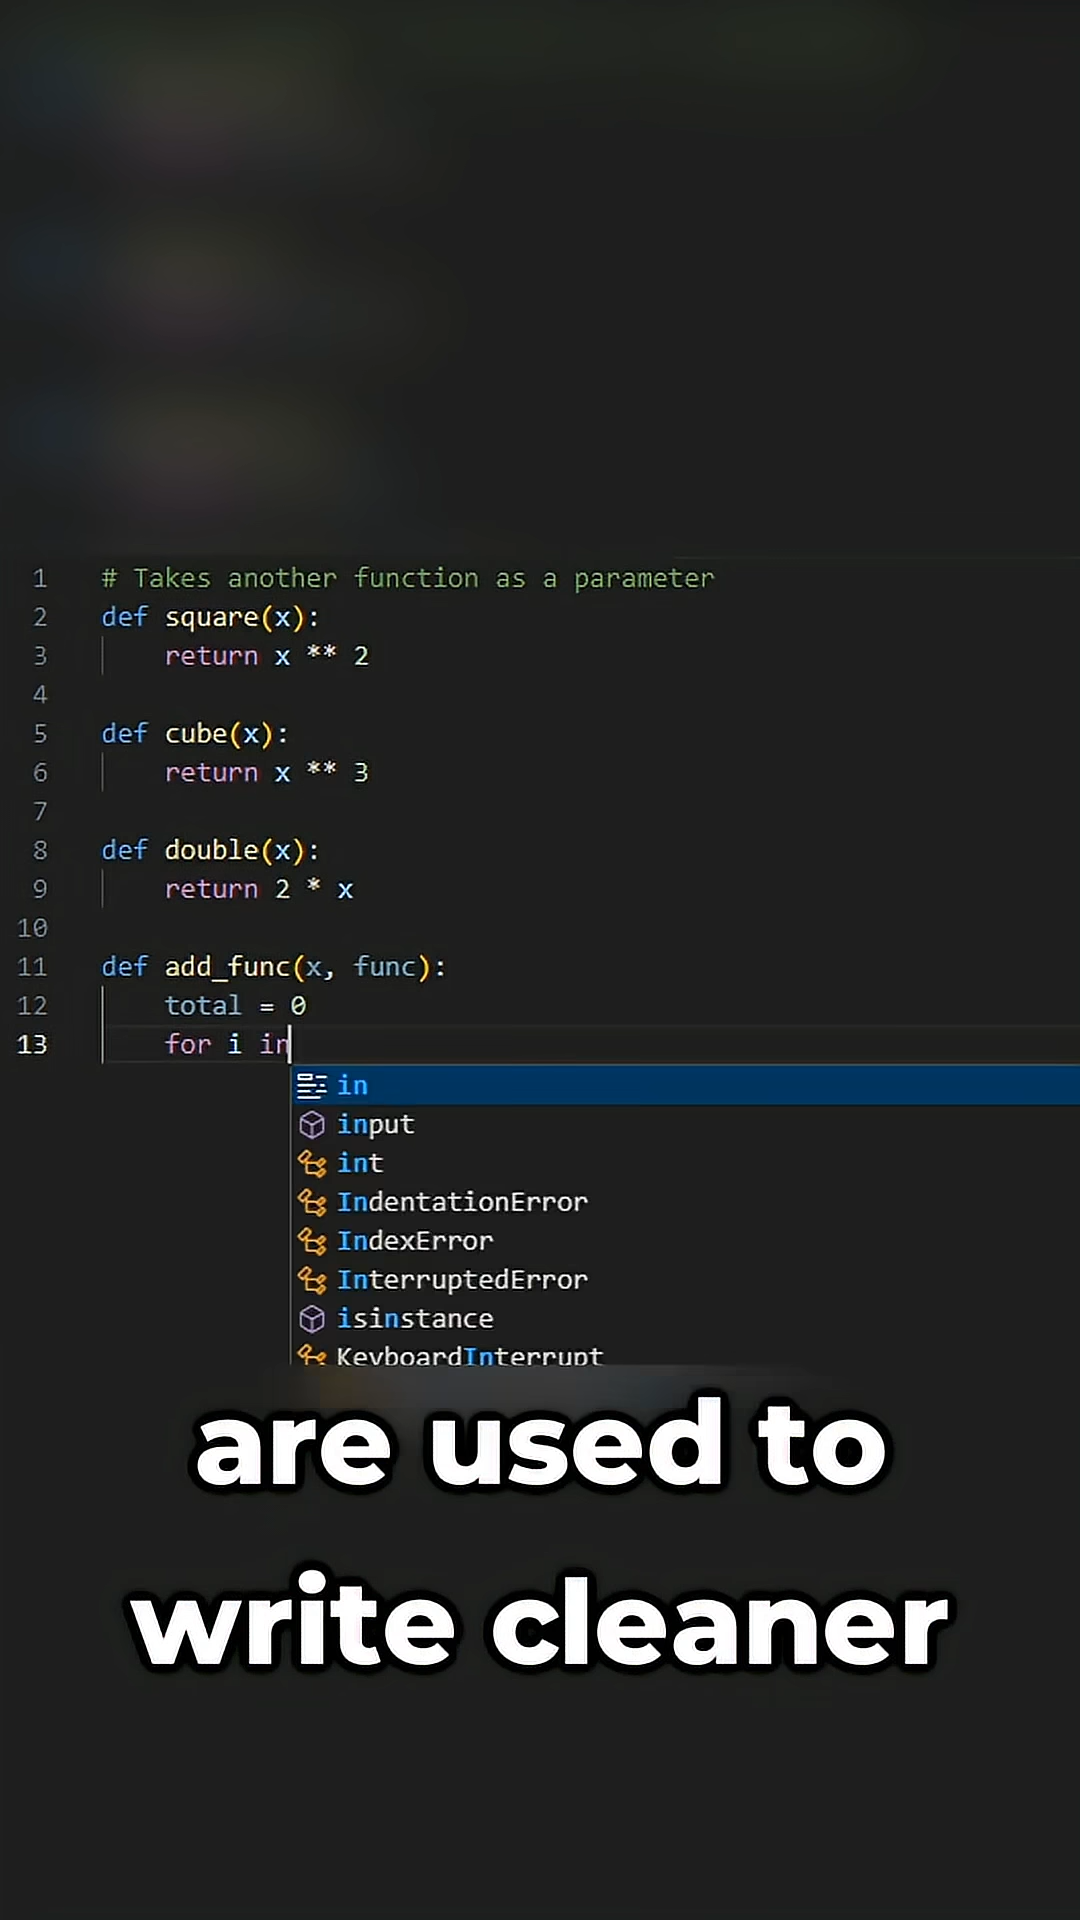 1 # Takes another function as a parameter
2 def square(x):
3 return x ** 2
4
5 def cube(x):
6 return x ** 3
7
8 def double(x):
9 return 2 * x
10
11 def add_func(x, func):
12 total = 0
13 for i in
in
input
int
IndentationError
IndexError
InterruptedError
isinstance
KeyboardInterrupt
are used to
write cleaner